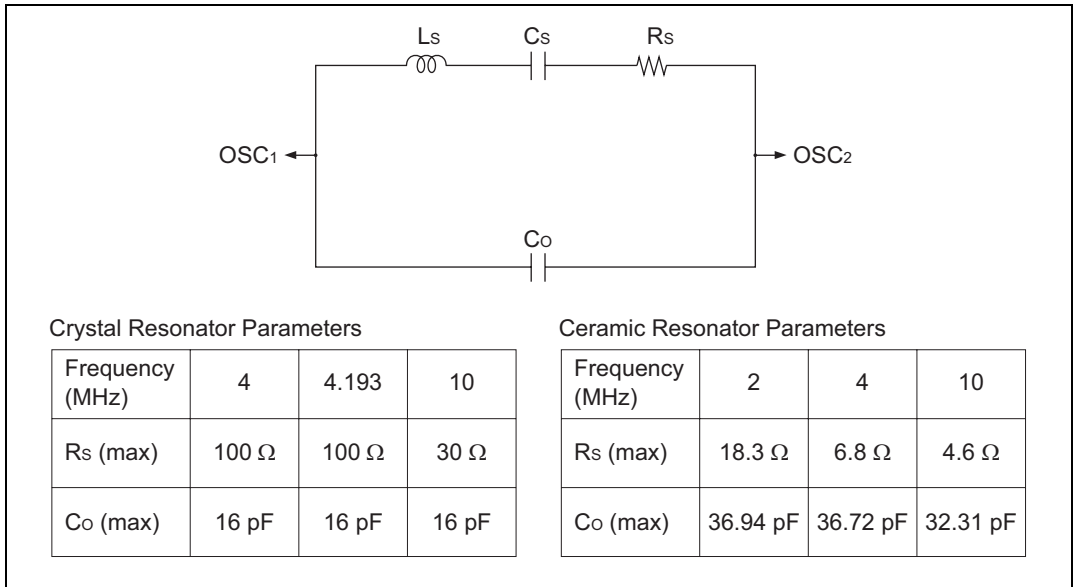 Ls Cs Rs
OSC1 OSC2
Co
Crystal Resonator Parameters
Frequency (MHz) 4 4.193 10
Rs (max) 100 Ω 100 Ω 30 Ω
Co (max) 16 pF 16 pF 16 pF
Ceramic Resonator Parameters
Frequency (MHz) 2 4 10
Rs (max) 18.3 Ω 6.8 Ω 4.6 Ω
Co (max) 36.94 pF 36.72 pF 32.31 pF